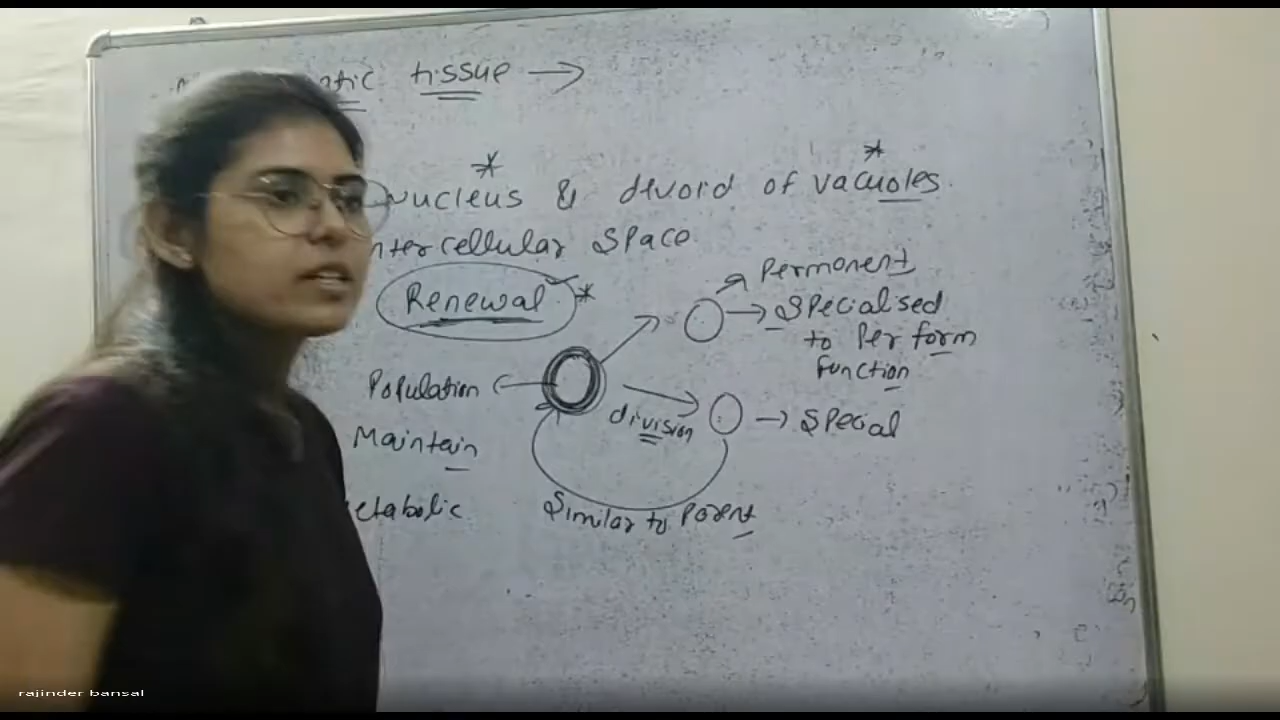 tissue →
nucleus & devoid of vacuoles.
intercellular space
Renewal
Permanent
Specialised
to Perform
function
Population
division
Special
Maintain
Similar to Parent
rajinder bansal